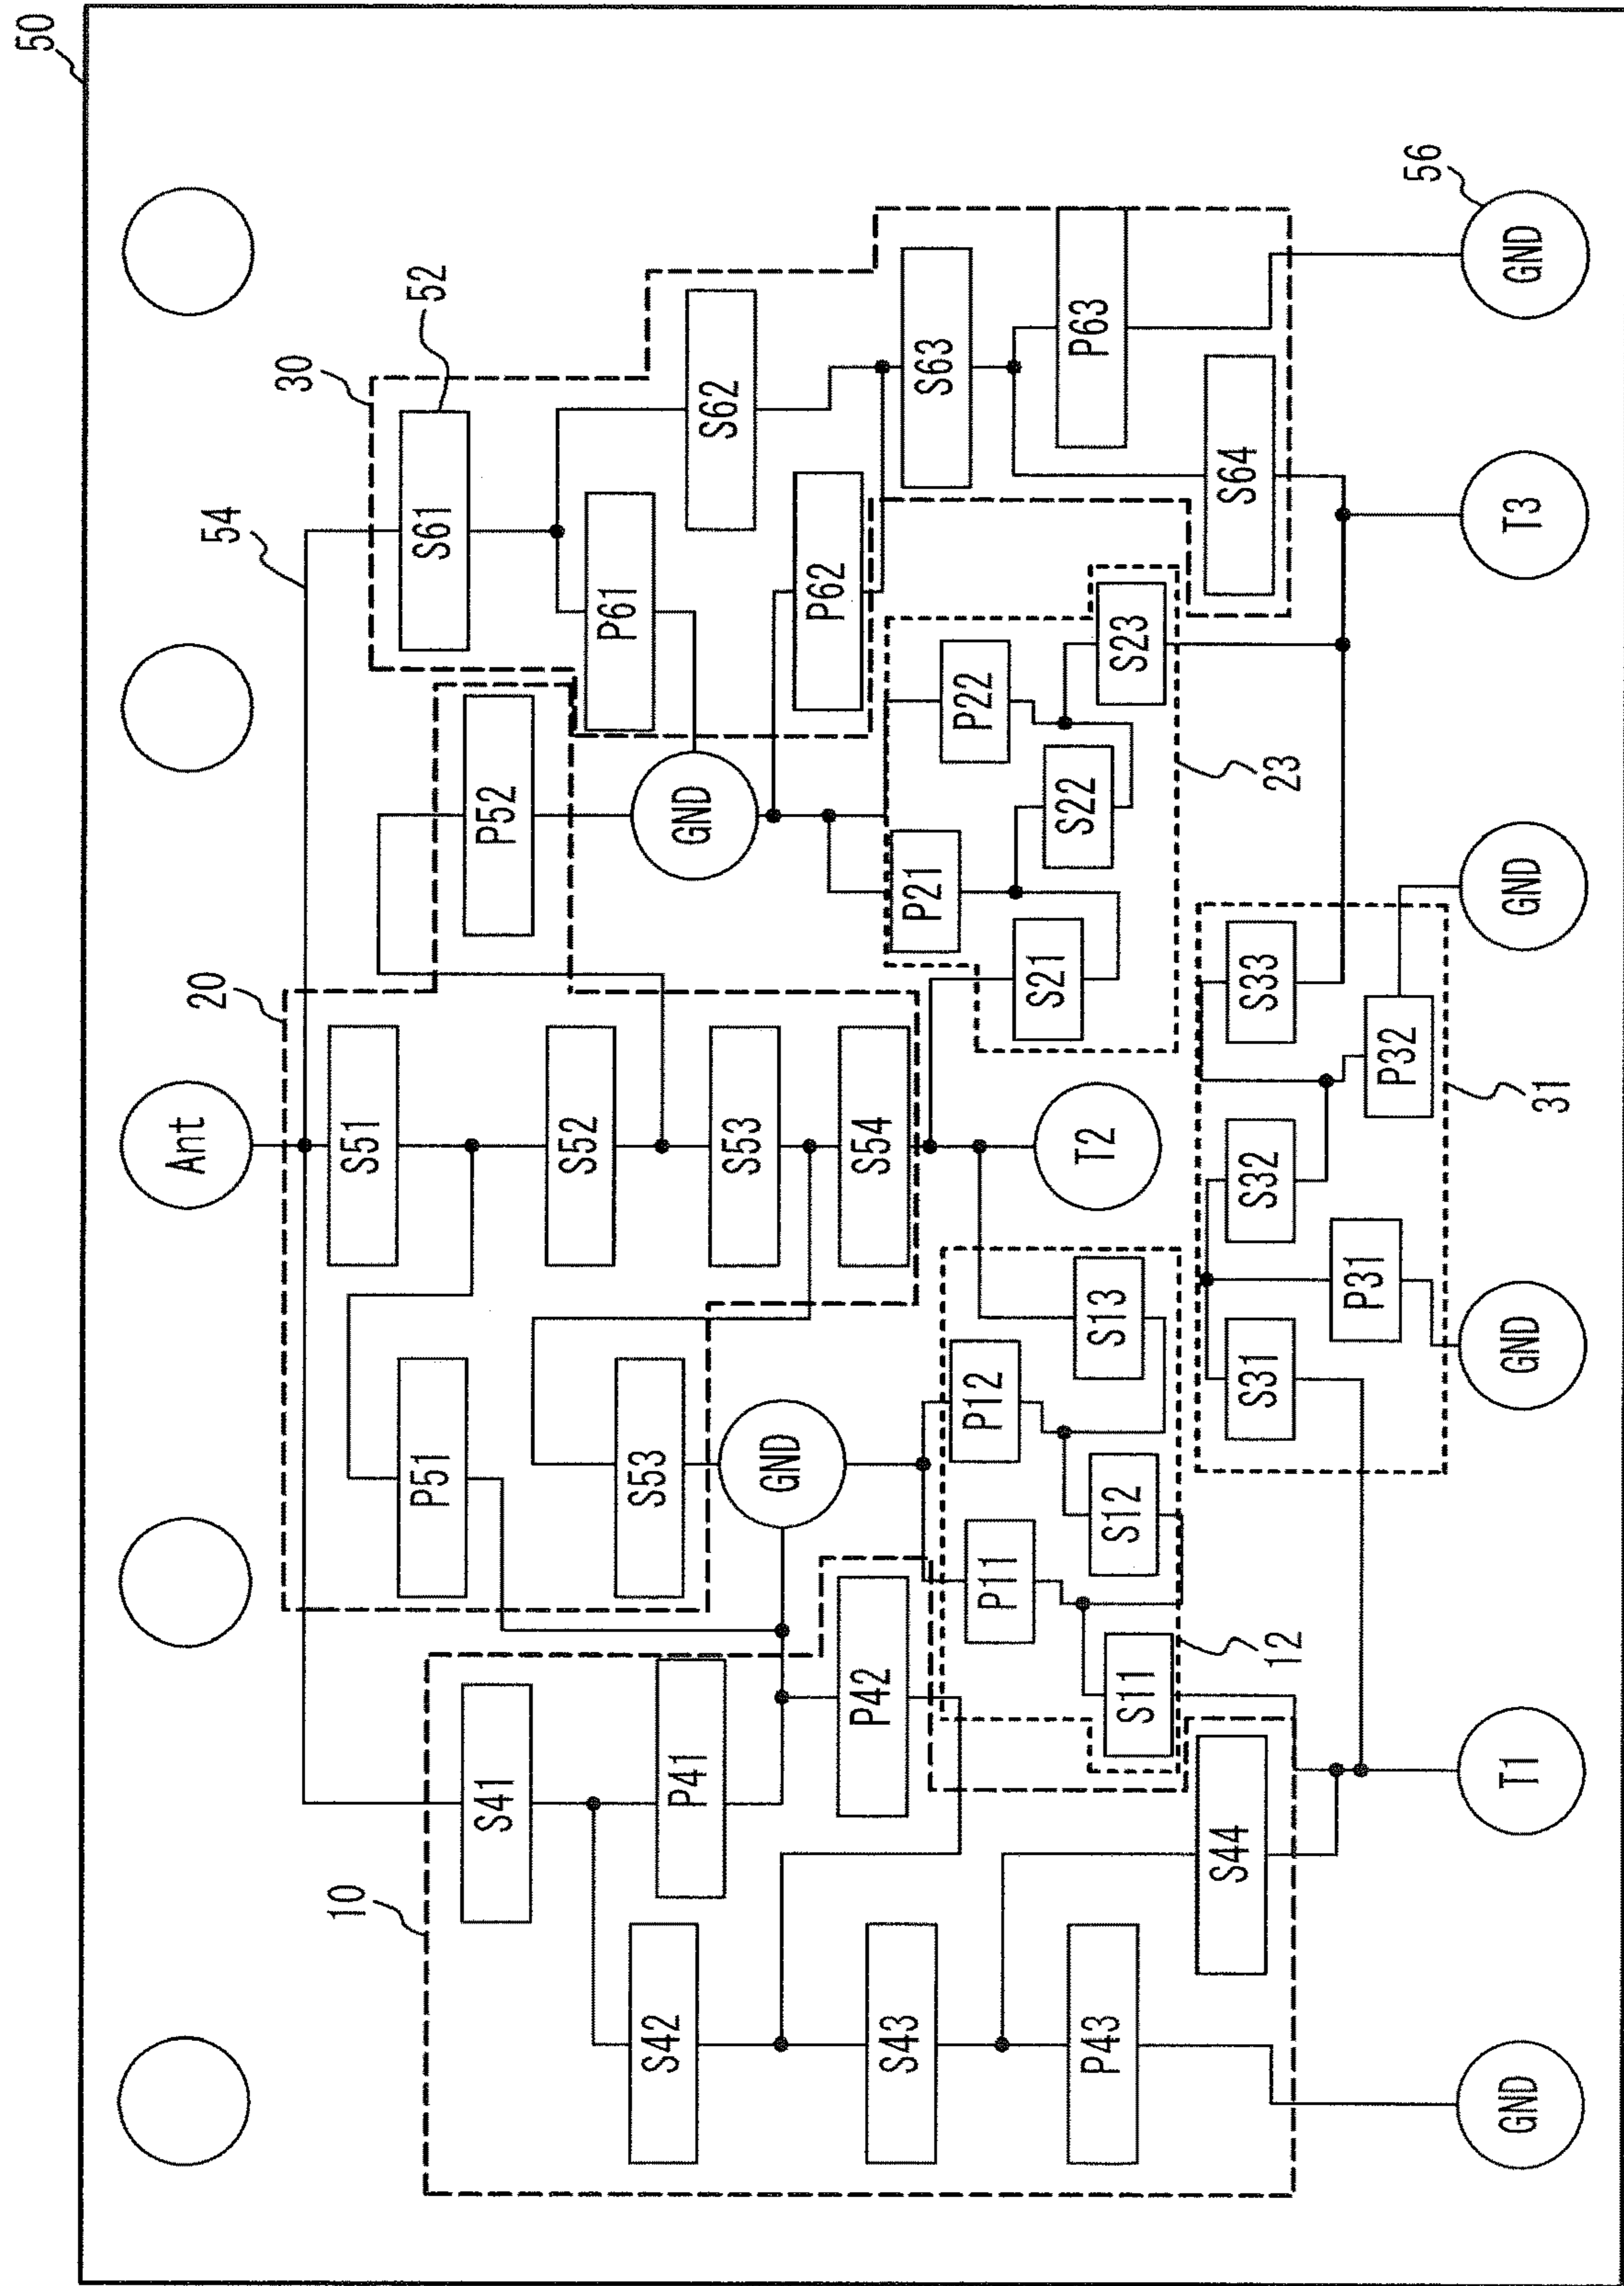 50
Ant
20
54
10
30
S51
P51
S61
52
S41
P52
S52
S42
S53
P61
P41
GND
S53
S62
GND
P42
S54
P62
S43
P21
S63
P11
P12
P22
S21
S22
P63
P43
T2
S13
S12
S23
S11
S44
S31
S32
S33
S64
12
23
P31
P32
56
GND
T1
GND
31
GND
T3
GND